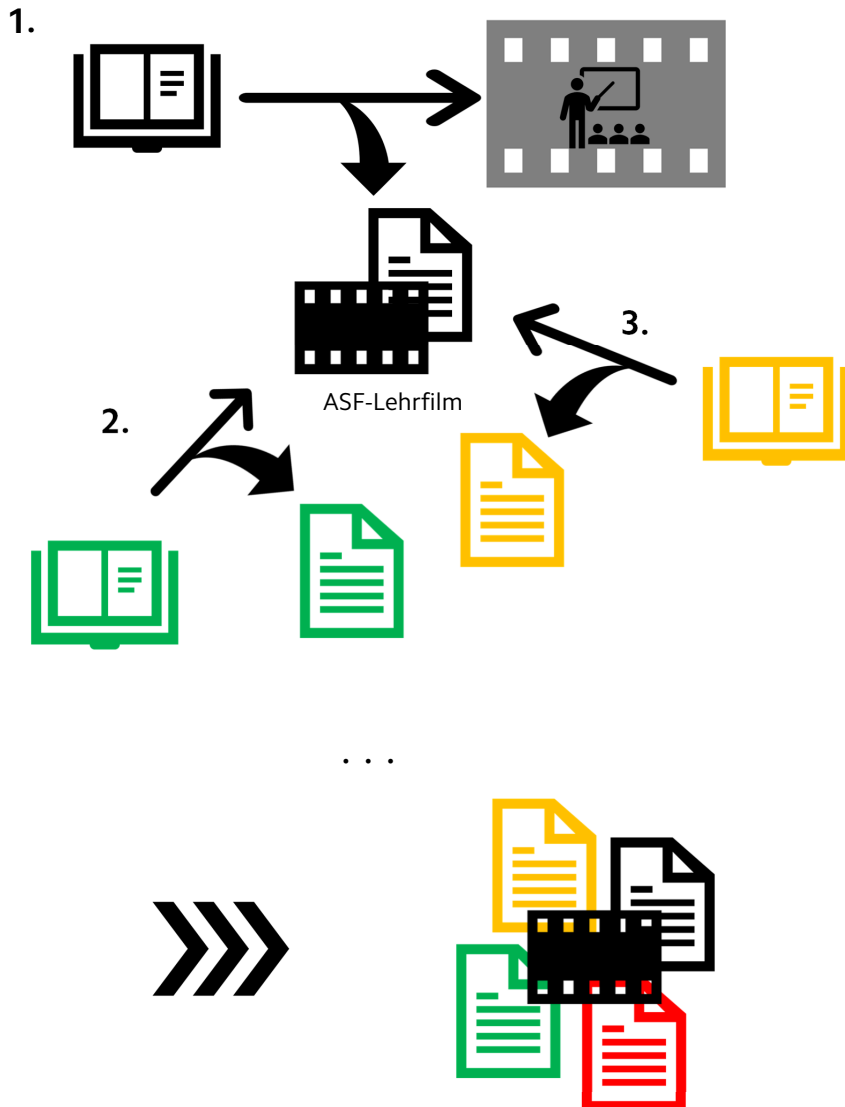 1.
3.
ASF-Lehrfilm
2.
. . .